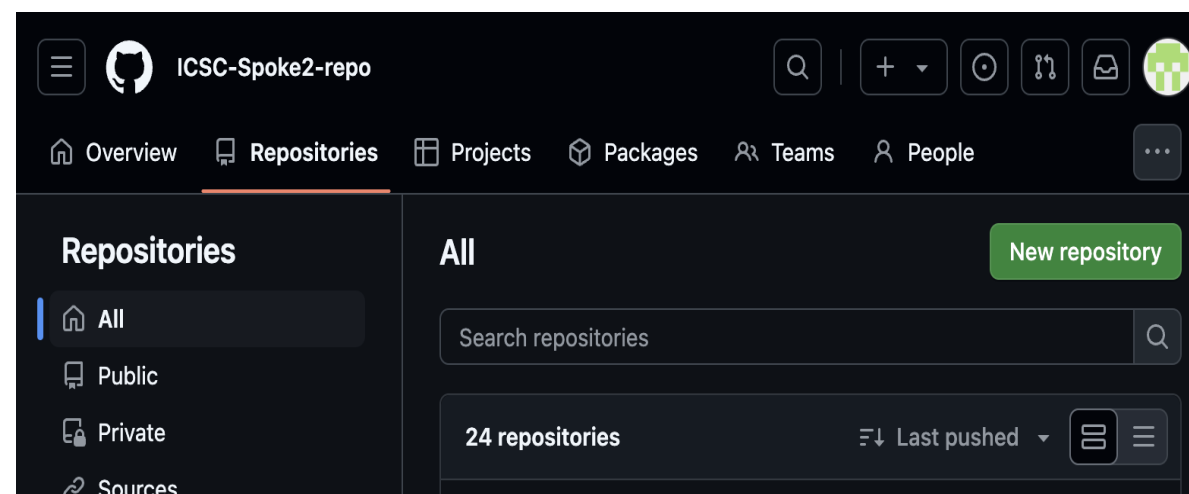 ICSC-Spoke2-repo
Overview Repositories Projects Packages Teams People
Repositories
All
Public
Private
Sources
All
New repository
Search repositories
24 repositories
Last pushed